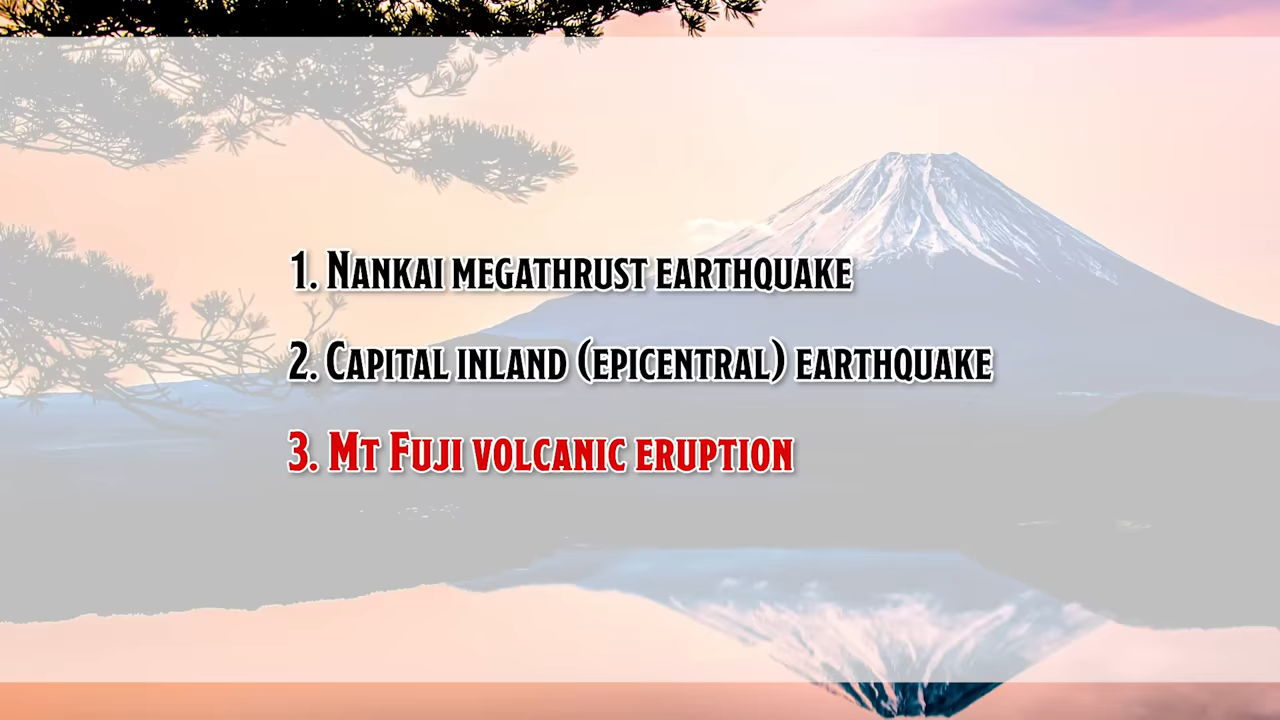 1. Nankai megathrust earthquake
2. Capital inland (epicentral) earthquake
3. Mt Fuji volcanic eruption